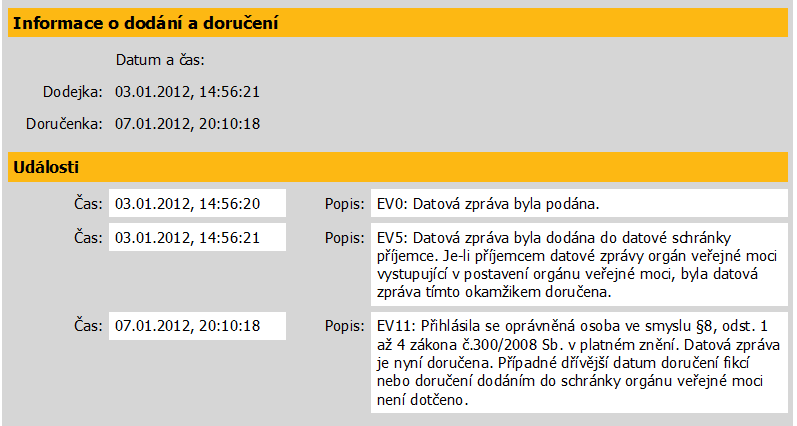 Informace o dodání a doručení
Datum a čas:
Dodejka: 03.01.2012, 14:56:21
Doručenka: 07.01.2012, 20:10:18
Události
Čas: 03.01.2012, 14:56:20 Popis: EV0: Datová zpráva byla podána.
Čas: 03.01.2012, 14:56:21 Popis: EV5: Datová zpráva byla dodána do datové schránky
příjemce. Je-li příjemcem datové zprávy orgán veřejné moci
vystupující v postavení orgánu veřejné moci, byla datová
zpráva tímto okamžikem doručena.
Čas: 07.01.2012, 20:10:18 Popis: EV11: Přihlásila se oprávněná osoba ve smyslu §8, odst. 1
až 4 zákona č.300/2008 Sb. v platném znění. Datová zpráva
je nyní doručena. Případné dřívější datum doručení fikcí
nebo doručení dodáním do schránky orgánu veřejné moci
není dotčeno.